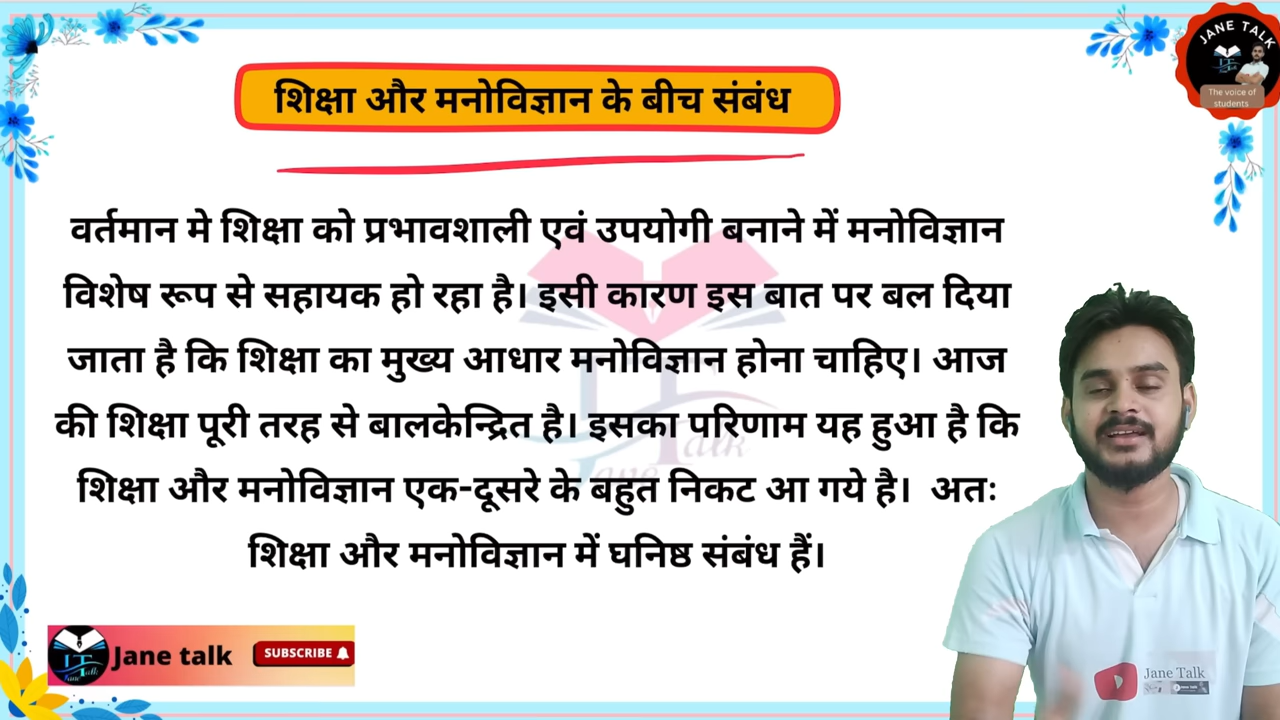 JANE TALK
The voice of
students
शिक्षा और मनोविज्ञान के बीच संबंध
वर्तमान मे शिक्षा को प्रभावशाली एवं उपयोगी बनाने में मनोविज्ञान
विशेष रूप से सहायक हो रहा है। इसी कारण इस बात पर बल दिया
जाता है कि शिक्षा का मुख्य आधार मनोविज्ञान होना चाहिए। आज
की शिक्षा पूरी तरह से बालकेन्द्रित है। इसका परिणाम यह हुआ है कि
शिक्षा और मनोविज्ञान एक-दूसरे के बहुत निकट आ गये है। अतः
शिक्षा और मनोविज्ञान में घनिष्ठ संबंध हैं।
Jane talk
SUBSCRIBE
Jane Talk